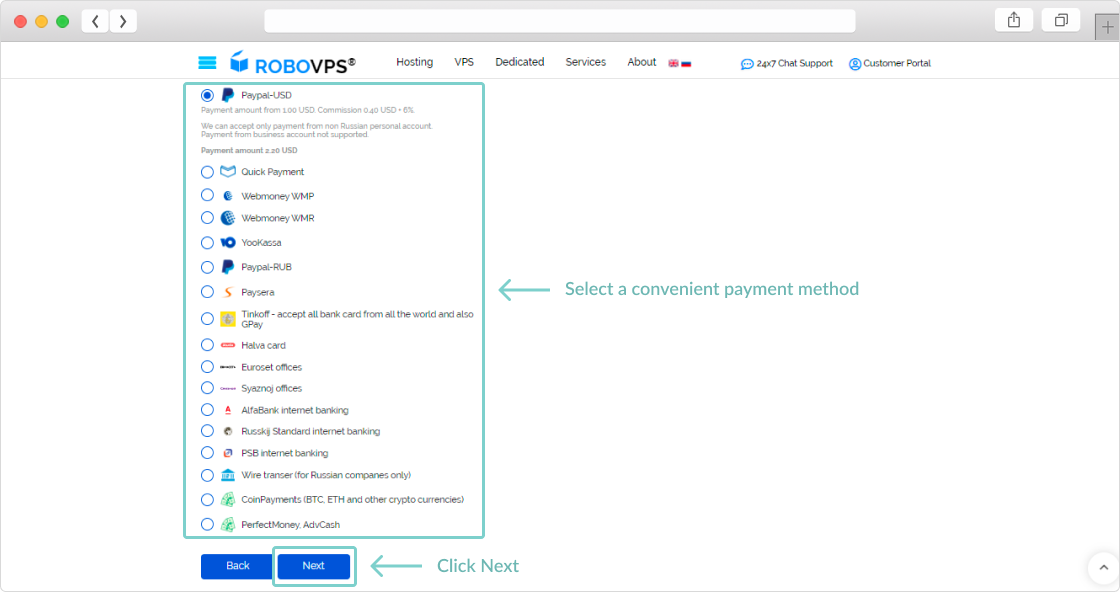 ROBOVPS®
Hosting VPS Dedicated Services About
24x7 Chat Support
Customer Portal
Paypal-USD
Payment amount from 1.00 USD. Commission 0.40 USD + 6%.
We can accept only payment from non Russian personal account.
Payment from business account not supported.
Payment amount 2.20 USD
Quick Payment
Webmoney WMP
Webmoney WMR
YooKassa
Paypal-RUB
Paysera
Tinkoff - accept all bank card from all the world and also
GPay
Halva card
Euroset offices
Syaznoj offices
AlfaBank internet banking
Russkij Standard internet banking
PSB internet banking
Wire transer (for Russian companes only)
CoinPayments (BTC, ETH and other crypto currencies)
PerfectMoney, AdvCash
Select a convenient payment method
Back
Next
Click Next